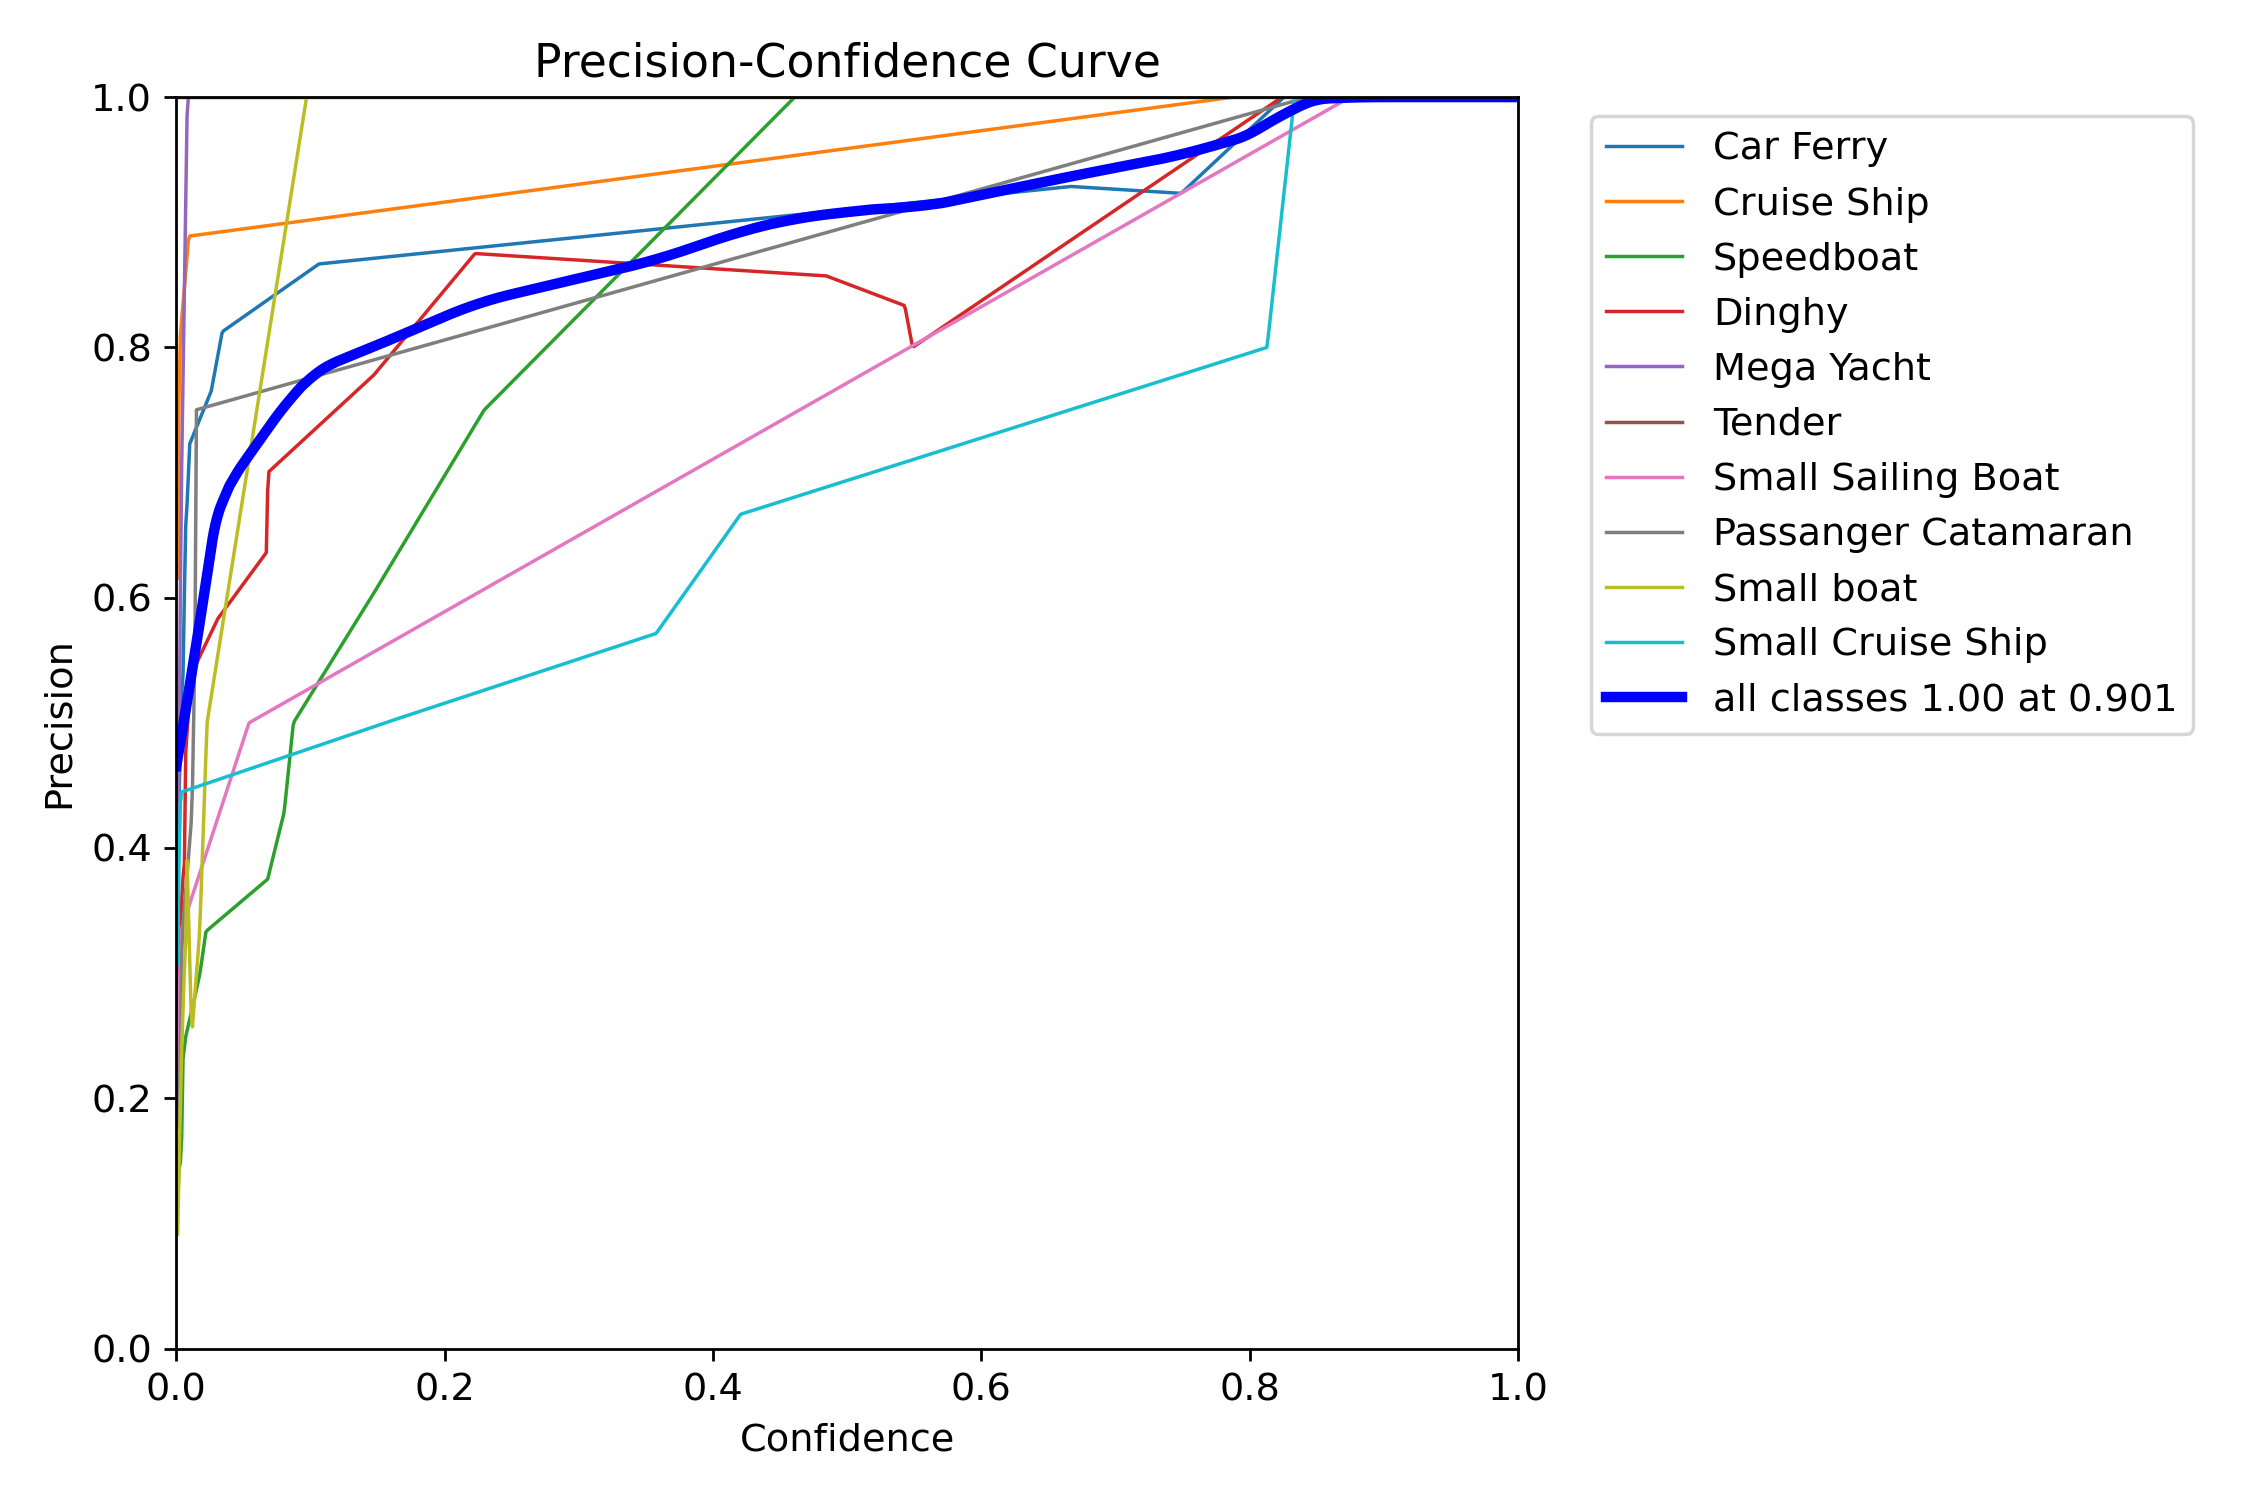 Precision-Confidence Curve
1.0
0.8
0.6
0.4
0.2
0.0
Precision
0.0 0.2 0.4 0.6 0.8 1.0
Confidence
Car Ferry
Cruise Ship
Speedboat
Dinghy
Mega Yacht
Tender
Small Sailing Boat
Passanger Catamaran
Small boat
Small Cruise Ship
all classes 1.00 at 0.901